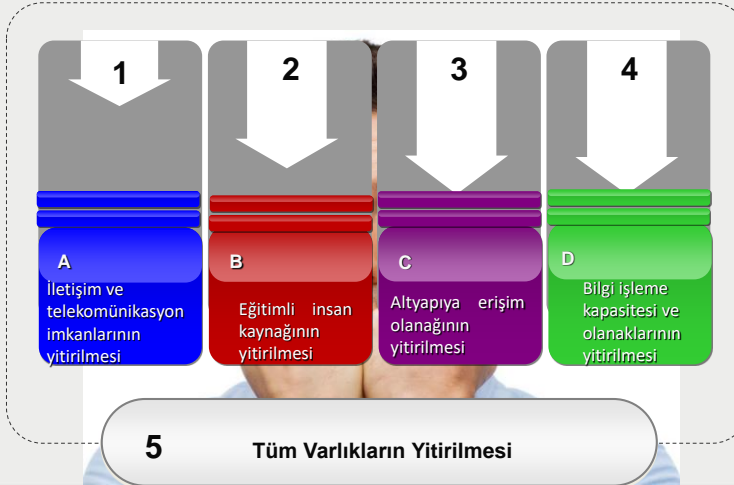 1
2
3
4
A
İletişim ve
telekomünikasyon
imkanlarının
yitirilmesi
B
Eğitimli insan
kaynağının
yitirilmesi
C
Altyapıya erişim
olanağının
yitirilmesi
D
Bilgi işleme
kapasitesi ve
olanaklarının
yitirilmesi
5 Tüm Varlıkların Yitirilmesi